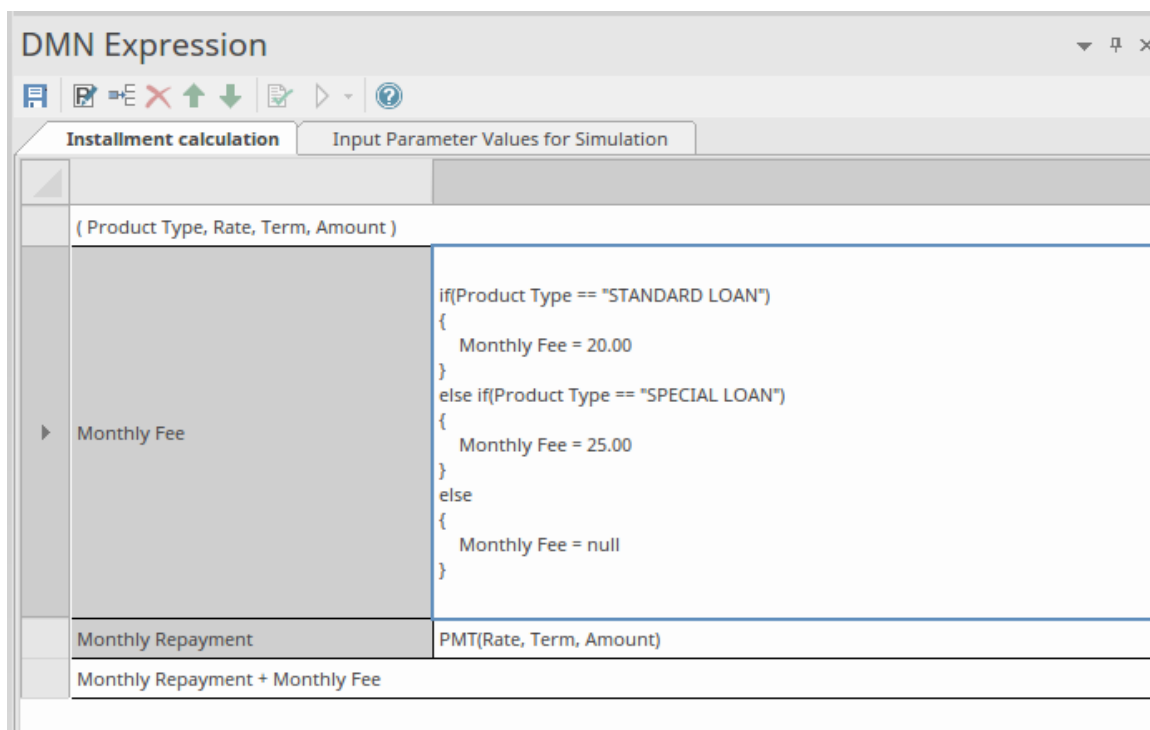 DMN Expression
Installment calculation
Input Parameter Values for Simulation
( Product Type, Rate, Term, Amount )
Monthly Fee
if(Product Type == "STANDARD LOAN")
{
Monthly Fee = 20.00
}
else if(Product Type == "SPECIAL LOAN")
{
Monthly Fee = 25.00
}
else
{
Monthly Fee = null
}
Monthly Repayment
PMT(Rate, Term, Amount)
Monthly Repayment + Monthly Fee